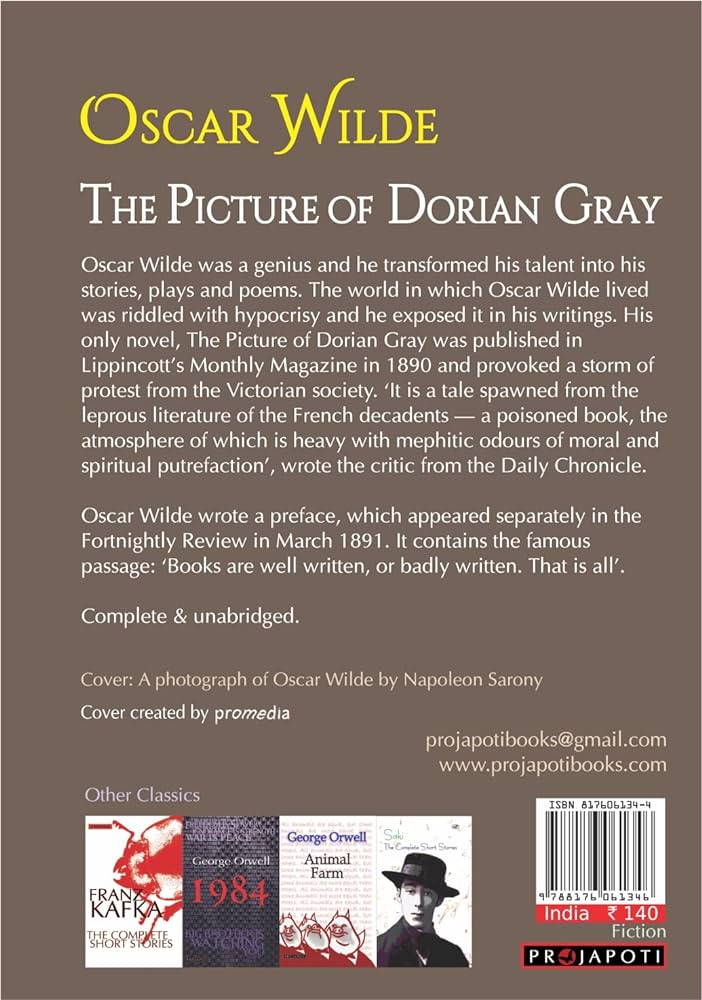 OSCAR WILDE
THE PICTURE OF DORIAN GRAY
Oscar Wilde was a genius and he transformed his talent into his
stories, plays and poems. The world in which Oscar Wilde lived
was riddled with hypocrisy and he exposed it in his writings. His
only novel, The Picture of Dorian Gray was published in
Lippincott's Monthly Magazine in 1890 and provoked a storm of
protest from the Victorian society. 'It is a tale spawned from the
leprous literature of the French decadents — a poisoned book, the
atmosphere of which is heavy with mephitic odours of moral and
spiritual putrefaction', wrote the critic from the Daily Chronicle.
Oscar Wilde wrote a preface, which appeared separately in the
Fortnightly Review in March 1891. It contains the famous
passage: 'Books are well written, or badly written. That is all'.
Complete & unabridged.
Cover: A photograph of Oscar Wilde by Napoleon Sarony
Cover created by promedia
projapotibooks@gmail.com
www.projapotibooks.com
Other Classics
FRANZ
KAFKA
THE COMPLETE
SHORT STORIES
WAR IS PEACE
George Orwell
1984
BIG BROTHER IS
WATCHING
YOU
George Orwell
Animal
Farm
Saki
The Complete Short Stories
ISBN 817606134-4
9 788176 061346
India ₹ 140
Fiction
PROJAPOTI